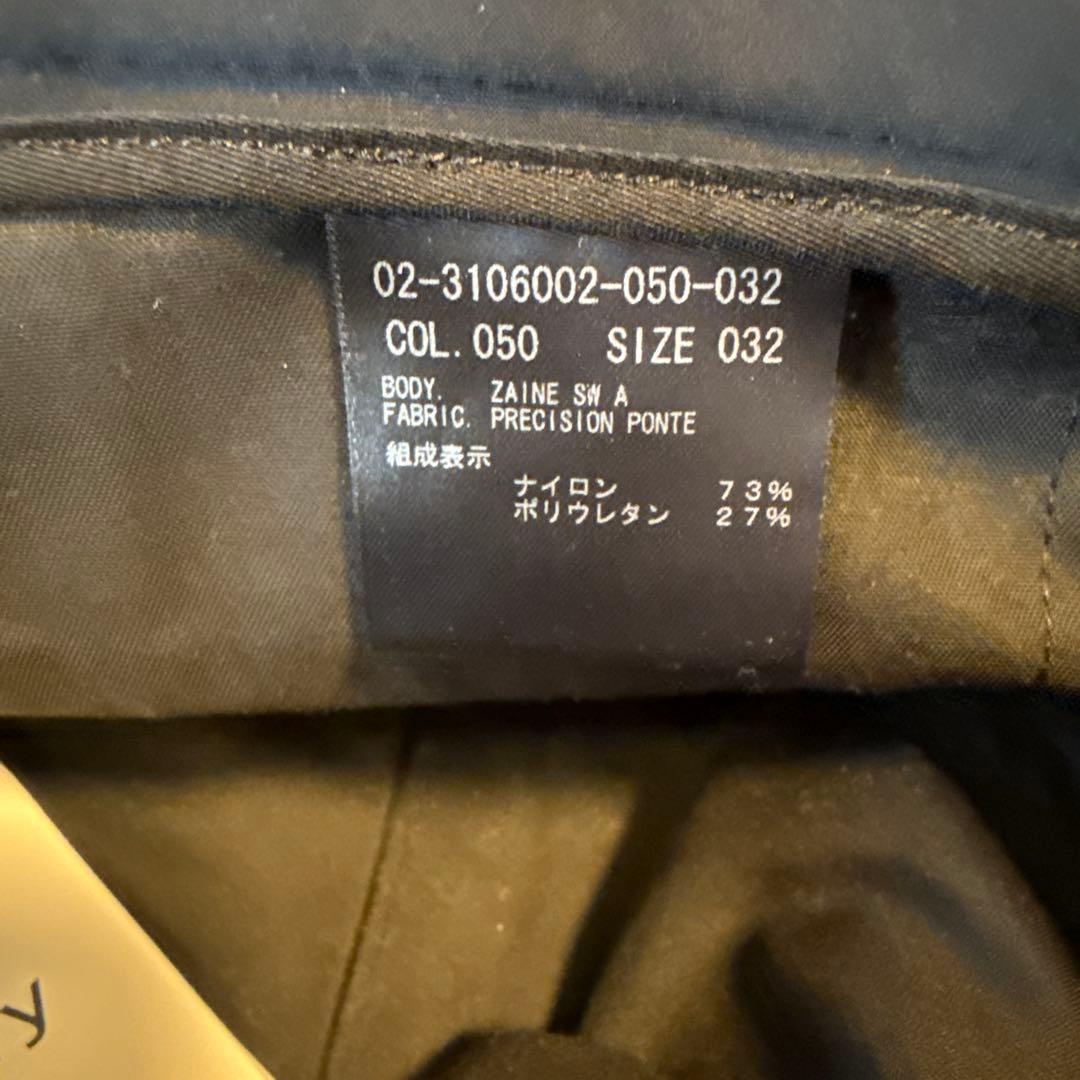 02-3106002-050-032
COL.050 SIZE 032
BODY. ZAINE SW A
FABRIC. PRECISION PONTE
組成表示
ナイロン 73%
ポリウレタン 27%
y